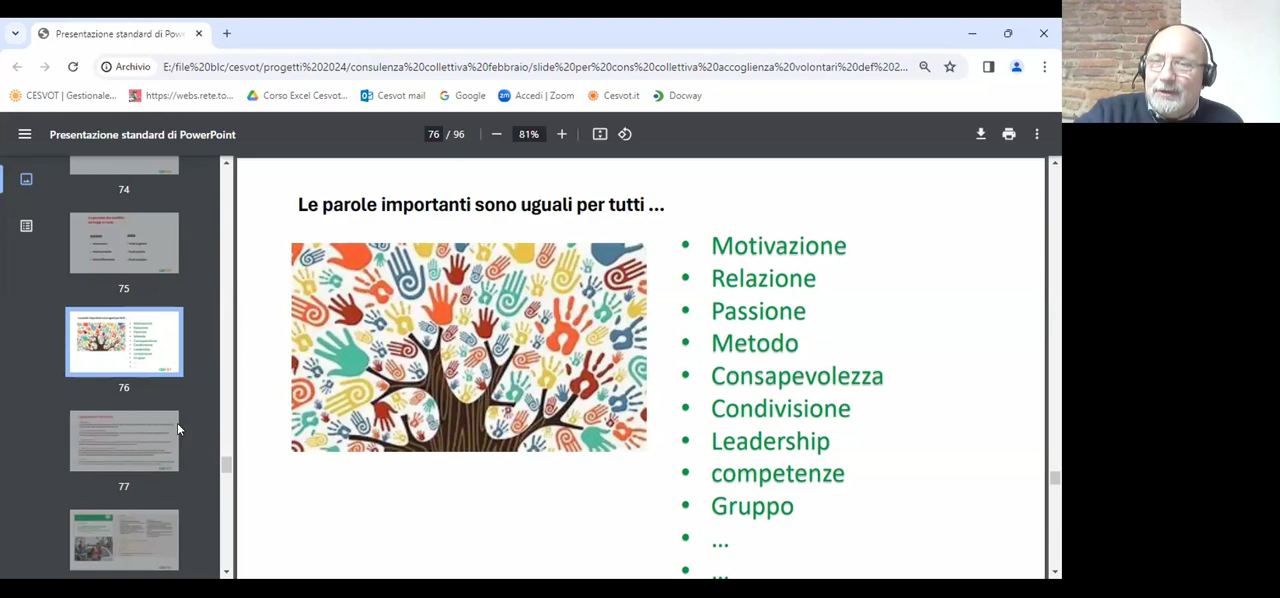 Presentazione standard di Pow
Archivio
E:/file%20blc/cesvot/progetti%202024/consulenza%20collettiva%20febbraio/slide%20per%20cons%20collettiva%20accoglienza%20volontari%20def%202...
CESVOT | Gestionale...
https://webs.rete.to...
Corso Excel Cesvot...
Cesvot mail
Google
Accedi | Zoom
Cesvot.it
Docway
Presentazione standard di PowerPoint
76 / 96
81%
74
75
76
77
Le parole importanti sono uguali per tutti ...
• Motivazione
• Relazione
• Passione
• Metodo
• Consapevolezza
• Condivisione
• Leadership
• competenze
• Gruppo
• ...
• ...